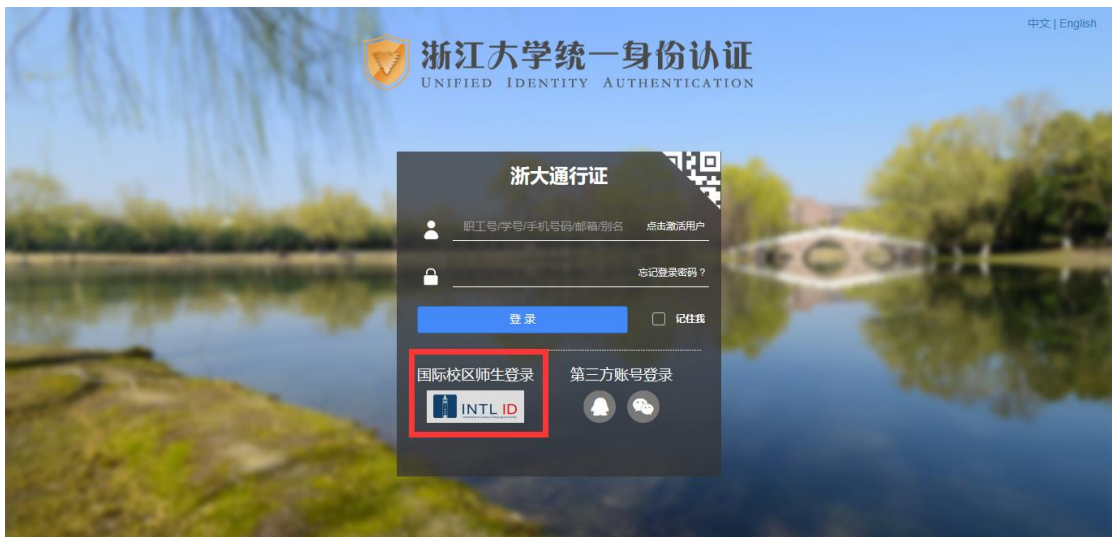 中文 | English
浙江大学统一身份认证
UNIFIED IDENTITY AUTHENTICATION
浙大通行证
职工号/学号/手机号码/邮箱/别名 点击激活用户
忘记登录密码？
登 录 记住我
国际校区师生登录 第三方账号登录
INTL ID